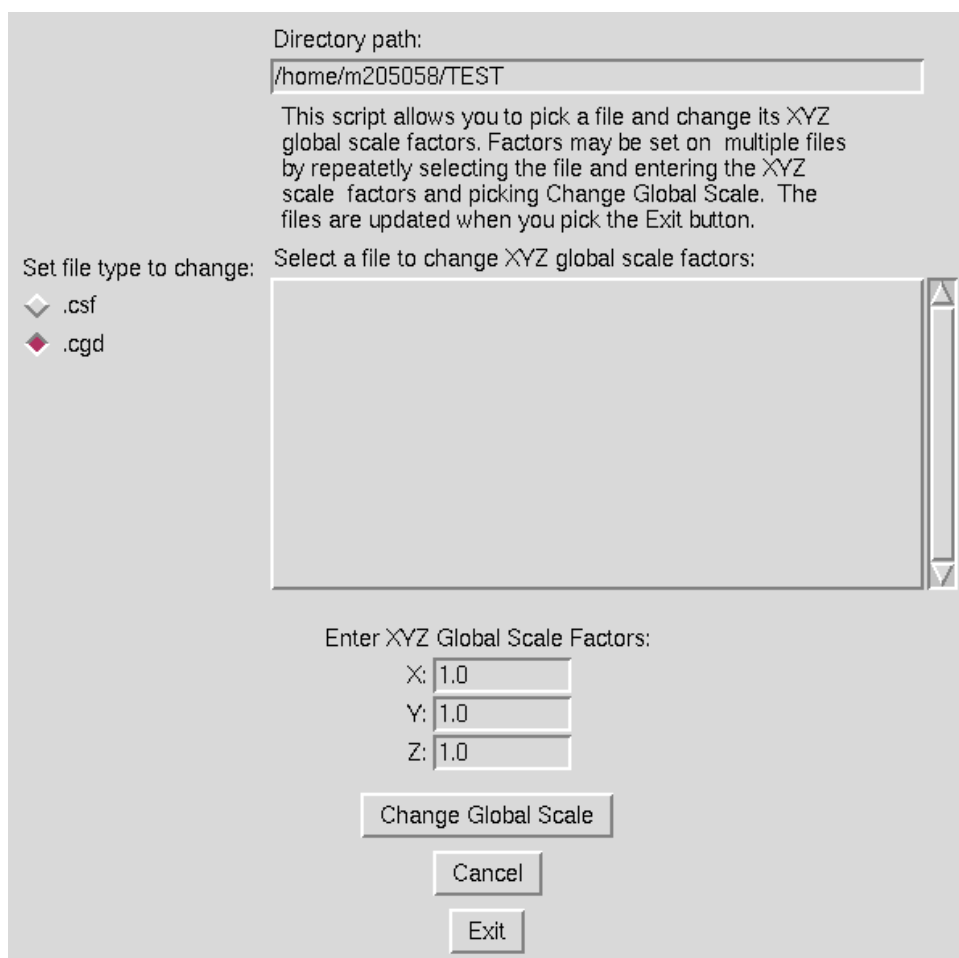 Directory path:
/home/m205058/TEST
This script allows you to pick a file and change its XYZ
global scale factors. Factors may be set on  multiple files
by repeatetly selecting the file and entering the XYZ
scale  factors and picking Change Global Scale.  The
files are updated when you pick the Exit button.
Set file type to change:
.csf
.cgd
Select a file to change XYZ global scale factors:
Enter XYZ Global Scale Factors:
X: 1.0
Y: 1.0
Z: 1.0
Change Global Scale
Cancel
Exit